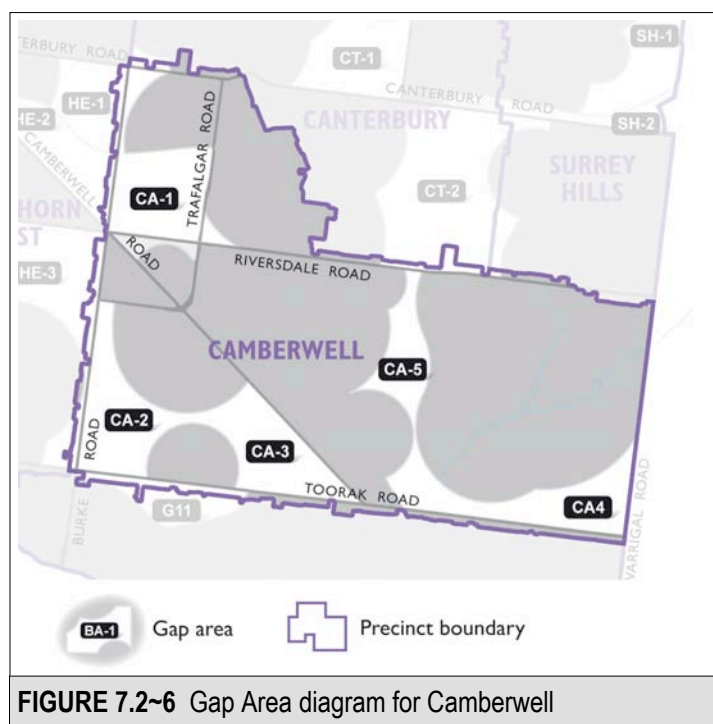 SH-1
TERBURY ROAD
CT-1
CANTERBURY ROAD
HE-1
HE-2
CAMBERWELL
ROAD
TRAFALGAR ROAD
CANTERBURY
SH-2
SURREY
HILLS
CT-2
CA-1
HORN
ST
HE-3
RIVERSDALE ROAD
CAMBERWELL
CA-5
CA-2
CA-3
ROAD
BURKE
TOORAK ROAD
G11
CA4
WARRIGAL ROAD
BA-1 Gap area
Precinct boundary
FIGURE 7.2~6 Gap Area diagram for Camberwell